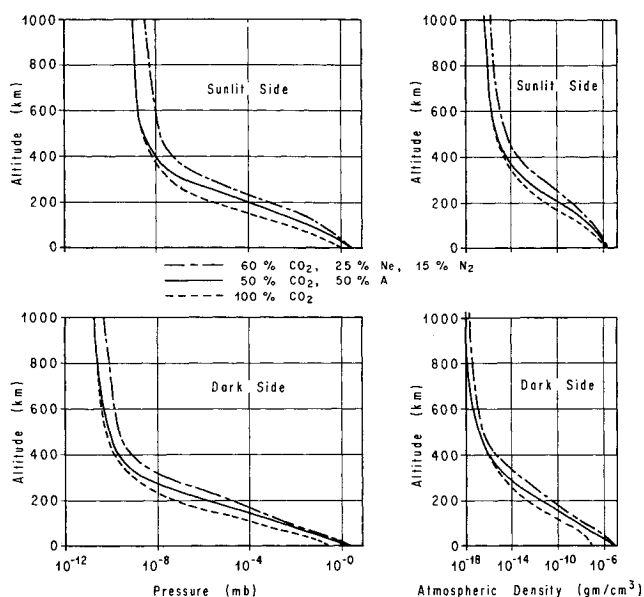 1000
800
600
400
200
0
Altitude (km)
Sunlit Side
1000
800
600
400
200
0
Altitude (km)
Sunlit Side
60 % CO₂, 25 % Ne, 15 % N₂
50 % CO₂, 50 % A
100 % CO₂
1000
800
600
400
200
0
Altitude (km)
Dark Side
10⁻¹² 10⁻⁸ 10⁻⁴ 10⁻⁰
Pressure (mb)
1000
800
600
400
200
0
Altitude (km)
Dark Side
10⁻¹⁸ 10⁻¹⁴ 10⁻¹⁰ 10⁻⁶
Atmospheric Density (gm/cm³)